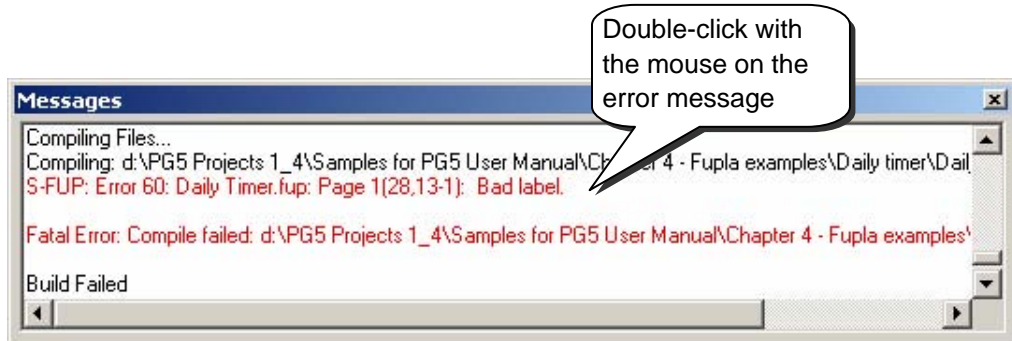 Double-click with
the mouse on the
error message
Messages
Compiling Files...
Compiling: d:\PG5 Projects 1_4\Samples for PG5 User Manual\Ch er 4 - Fupla examples\Daily timer\Dail
S-FUP: Error 60: Daily Timer.fup: Page 1(28,13-1): Bad label.
Fatal Error: Compile failed: d:\PG5 Projects 1_4\Samples for PG5 User Manual\Chapter 4 - Fupla examples\
Build Failed